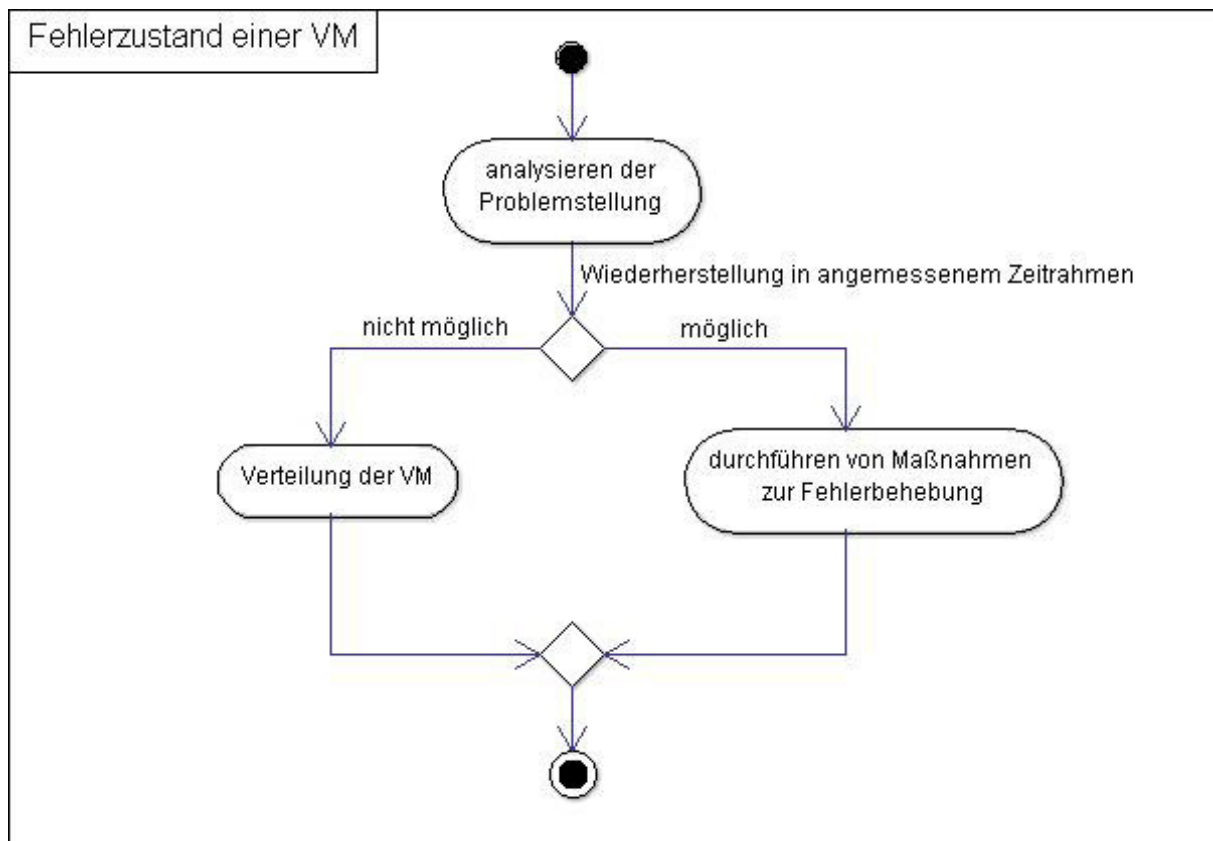 Fehlerzustand einer VM
analysieren der
Problemstellung
Wiederherstellung in angemessenem Zeitrahmen
nicht möglich
möglich
Verteilung der VM
durchführen von Maßnahmen
zur Fehlerbehebung